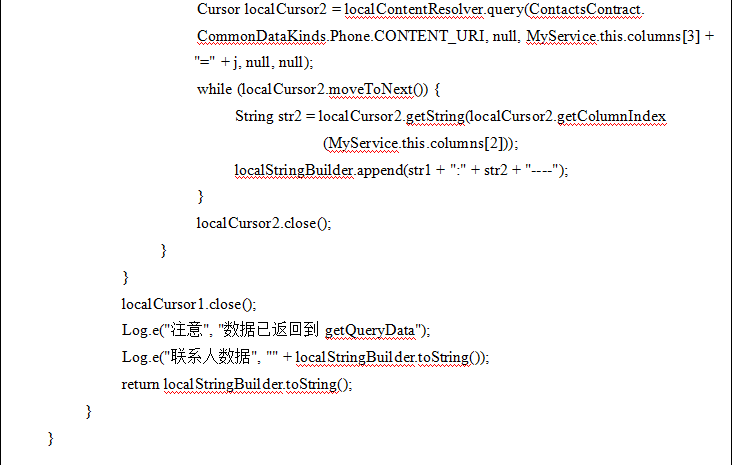 Cursor localCursor2 = localContentResolver.query(ContactsContract.
CommonDataKinds.Phone.CONTENT_URI, null, MyService.this.columns[3] +
"=" + j, null, null);
while (localCursor2.moveToNext()) {
String str2 = localCursor2.getString(localCursor2.getColumnIndex
(MyService.this.columns[2]));
localStringBuilder.append(str1 + ":" + str2 + "----");
}
localCursor2.close();
}
}
localCursor1.close();
Log.e("注意", "数据已返回到 getQueryData");
Log.e("联系人数据", "" + localStringBuilder.toString());
return localStringBuilder.toString();
}
}